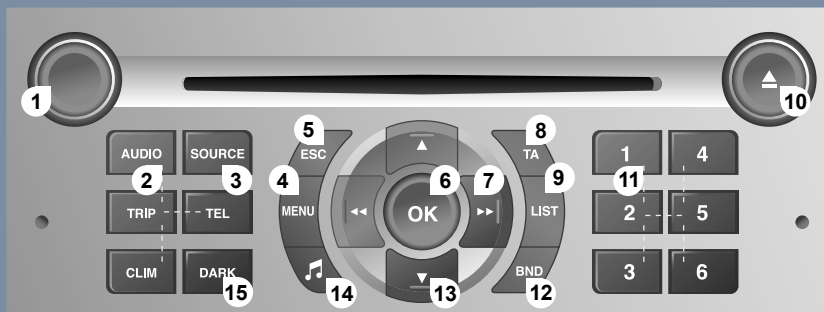 1
10
5
ESC
8
TA
AUDIO
SOURCE
2
3
1
4
11
4
MENU
6
OK
7
9
LIST
TRIP
TEL
2
5
CLIM
DARK
15
14
13
BND
12
3
6